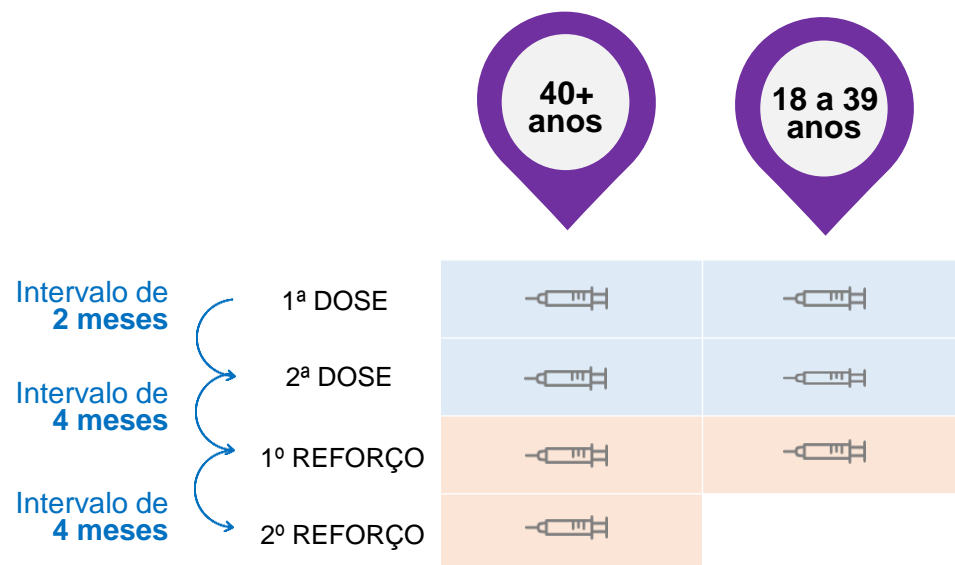 40+
anos
18 a 39
anos
Intervalo de
2 meses
1ª DOSE
2ª DOSE
Intervalo de
4 meses
1º REFORÇO
Intervalo de
4 meses
2º REFORÇO